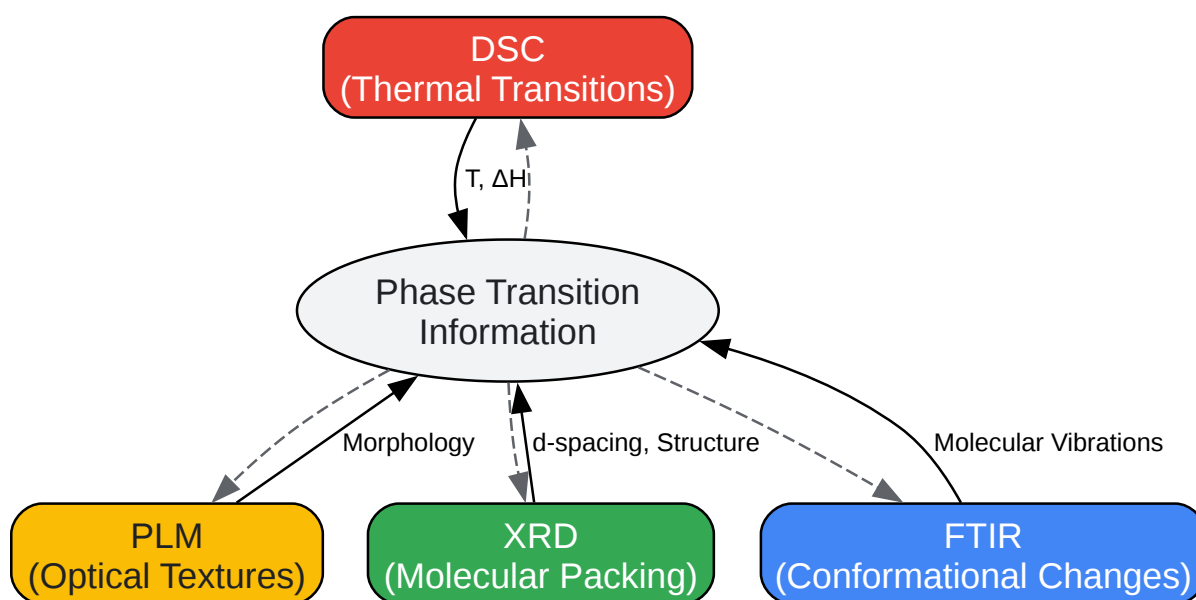 DSC
(Thermal Transitions)
T, ΔH
Phase Transition
Information
Morphology
d-spacing, Structure
Molecular Vibrations
PLM
(Optical Textures)
XRD
(Molecular Packing)
FTIR
(Conformational Changes)